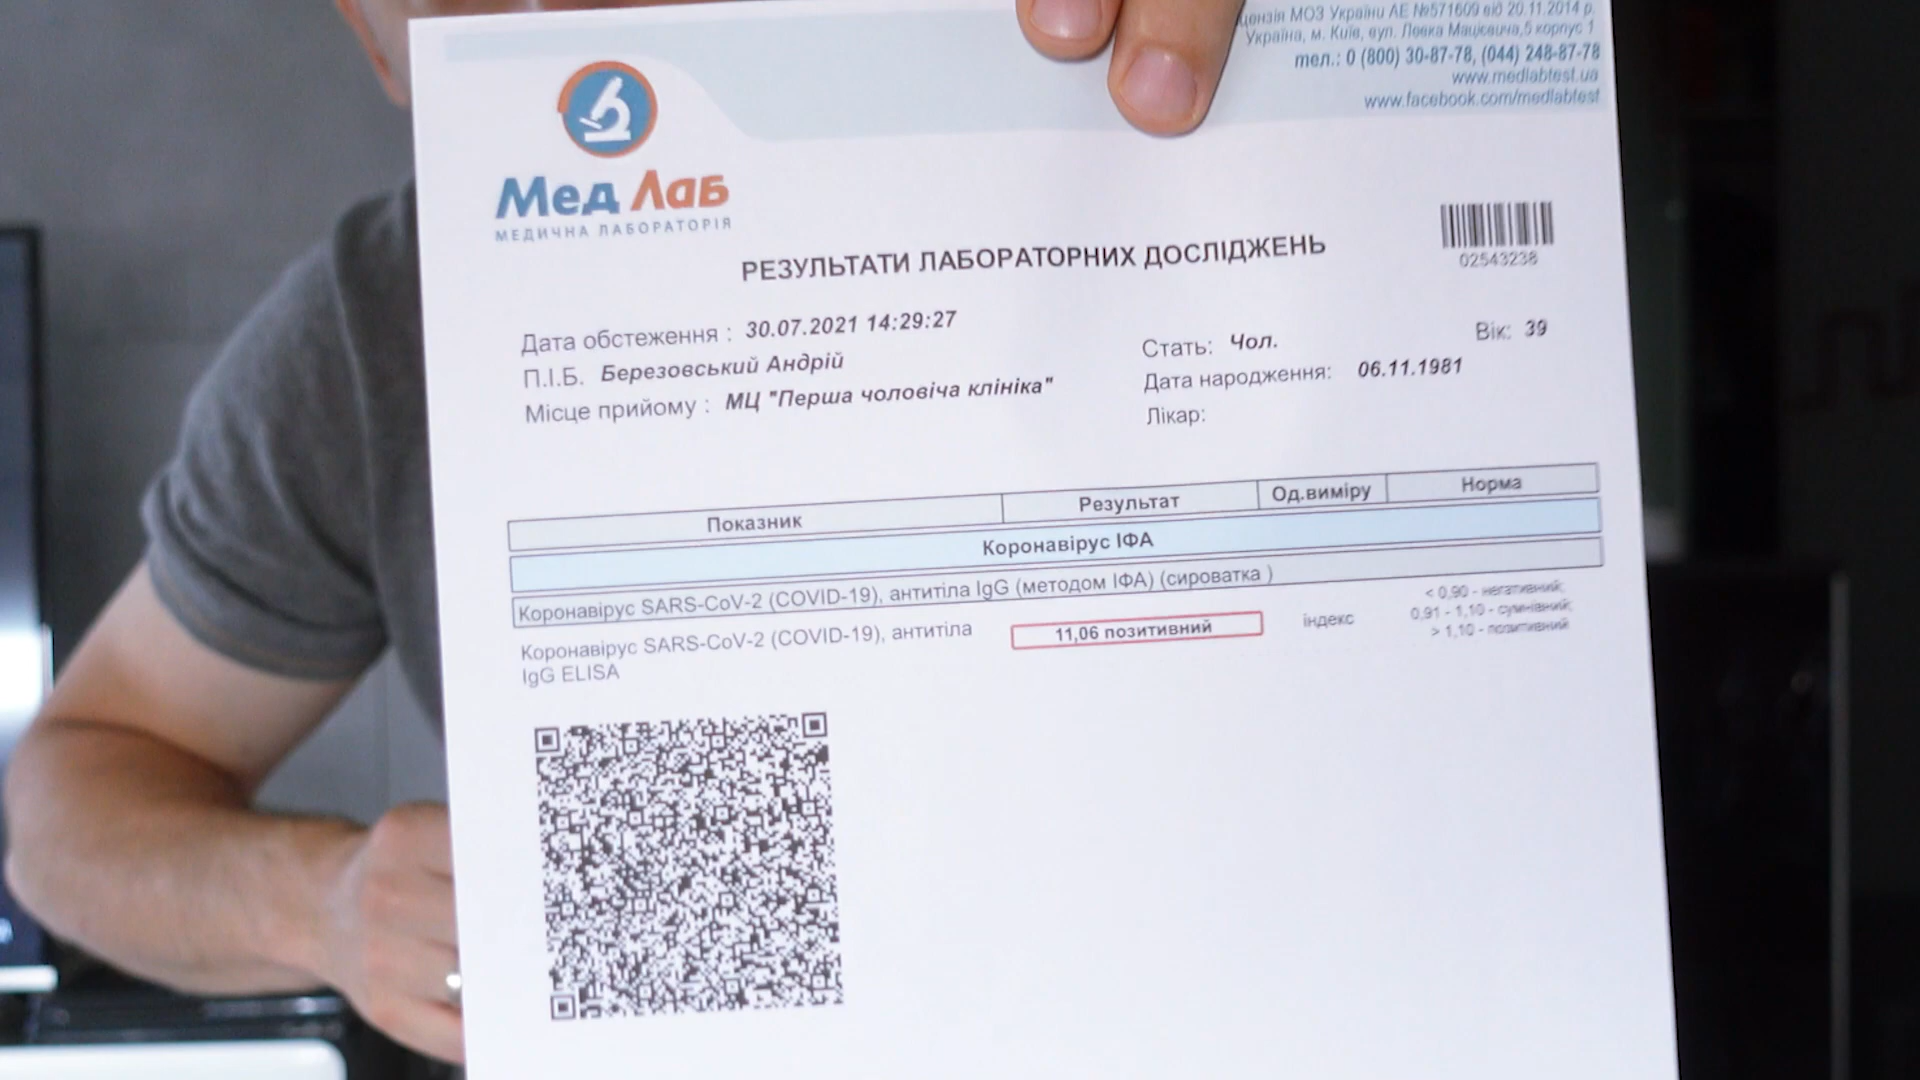 МОЗ України АЕ №571609 від 20.11.2014 р.
Україна, м. Київ, вул. Левка Мацієвича,5 корпус 1
тел.: 0 (800) 30-87-78, (044) 248-87-78
www.medlabtest.ua
www.facebook.com/medlabtest
Мед Лаб
МЕДИЧНА ЛАБОРАТОРІЯ
РЕЗУЛЬТАТИ ЛАБОРАТОРНИХ ДОСЛІДЖЕНЬ
02543238
Дата обстеження : 30.07.2021 14:29:27
П.І.Б. Березовський Андрій
Місце прийому : МЦ "Перша чоловіча клініка"
Стать: Чол. Вік: 39
Дата народження: 06.11.1981
Лікар:
Показник Результат Од.виміру Норма
Коронавірус ІФА
Коронавірус SARS-CoV-2 (COVID-19), антитіла IgG (методом ІФА) (сироватка )
Коронавірус SARS-CoV-2 (COVID-19), антитіла
IgG ELISA
11,06 позитивний
індекс
< 0,90 - негативний;
0,91 - 1,10 - сумнівний;
> 1,10 - позитивний